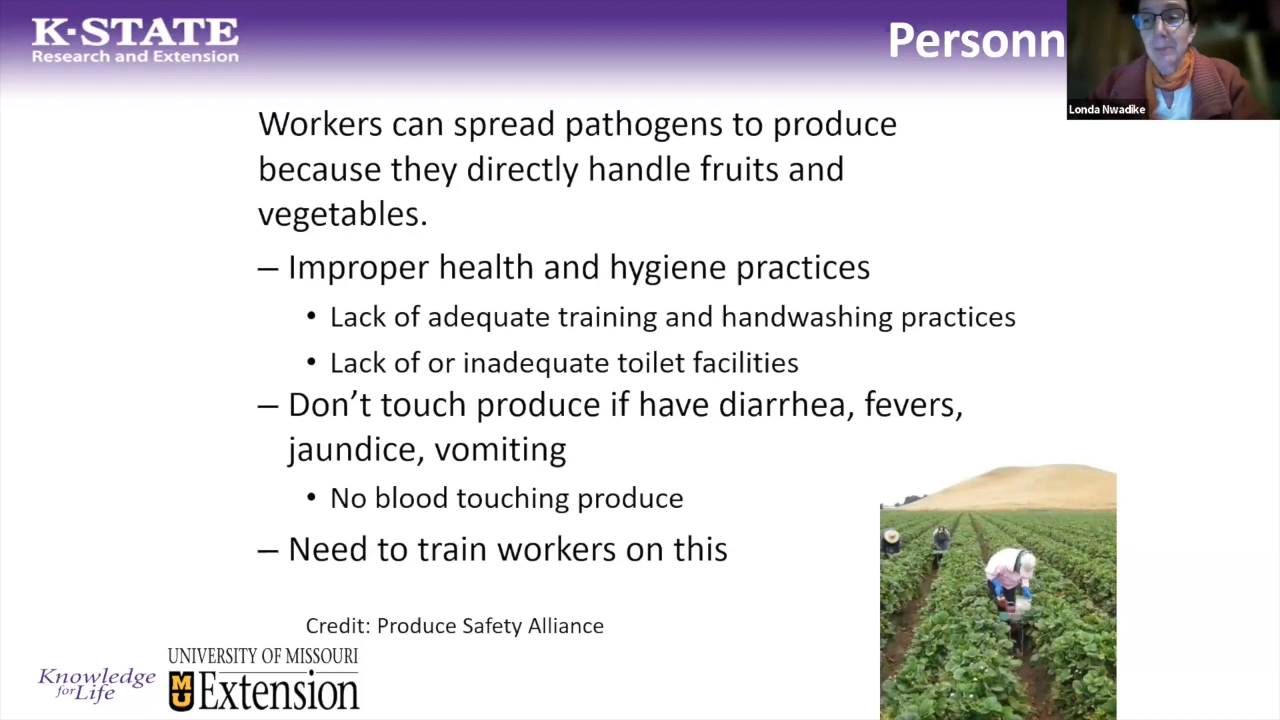 K-STATE
Research and Extension
Londa Nwadike
Workers can spread pathogens to produce
because they directly handle fruits and
vegetables.
– Improper health and hygiene practices
• Lack of adequate training and handwashing practices
• Lack of or inadequate toilet facilities
– Don’t touch produce if have diarrhea, fevers,
jaundice, vomiting
• No blood touching produce
– Need to train workers on this
Credit: Produce Safety Alliance
Knowledge
for Life
UNIVERSITY OF MISSOURI
MU Extension